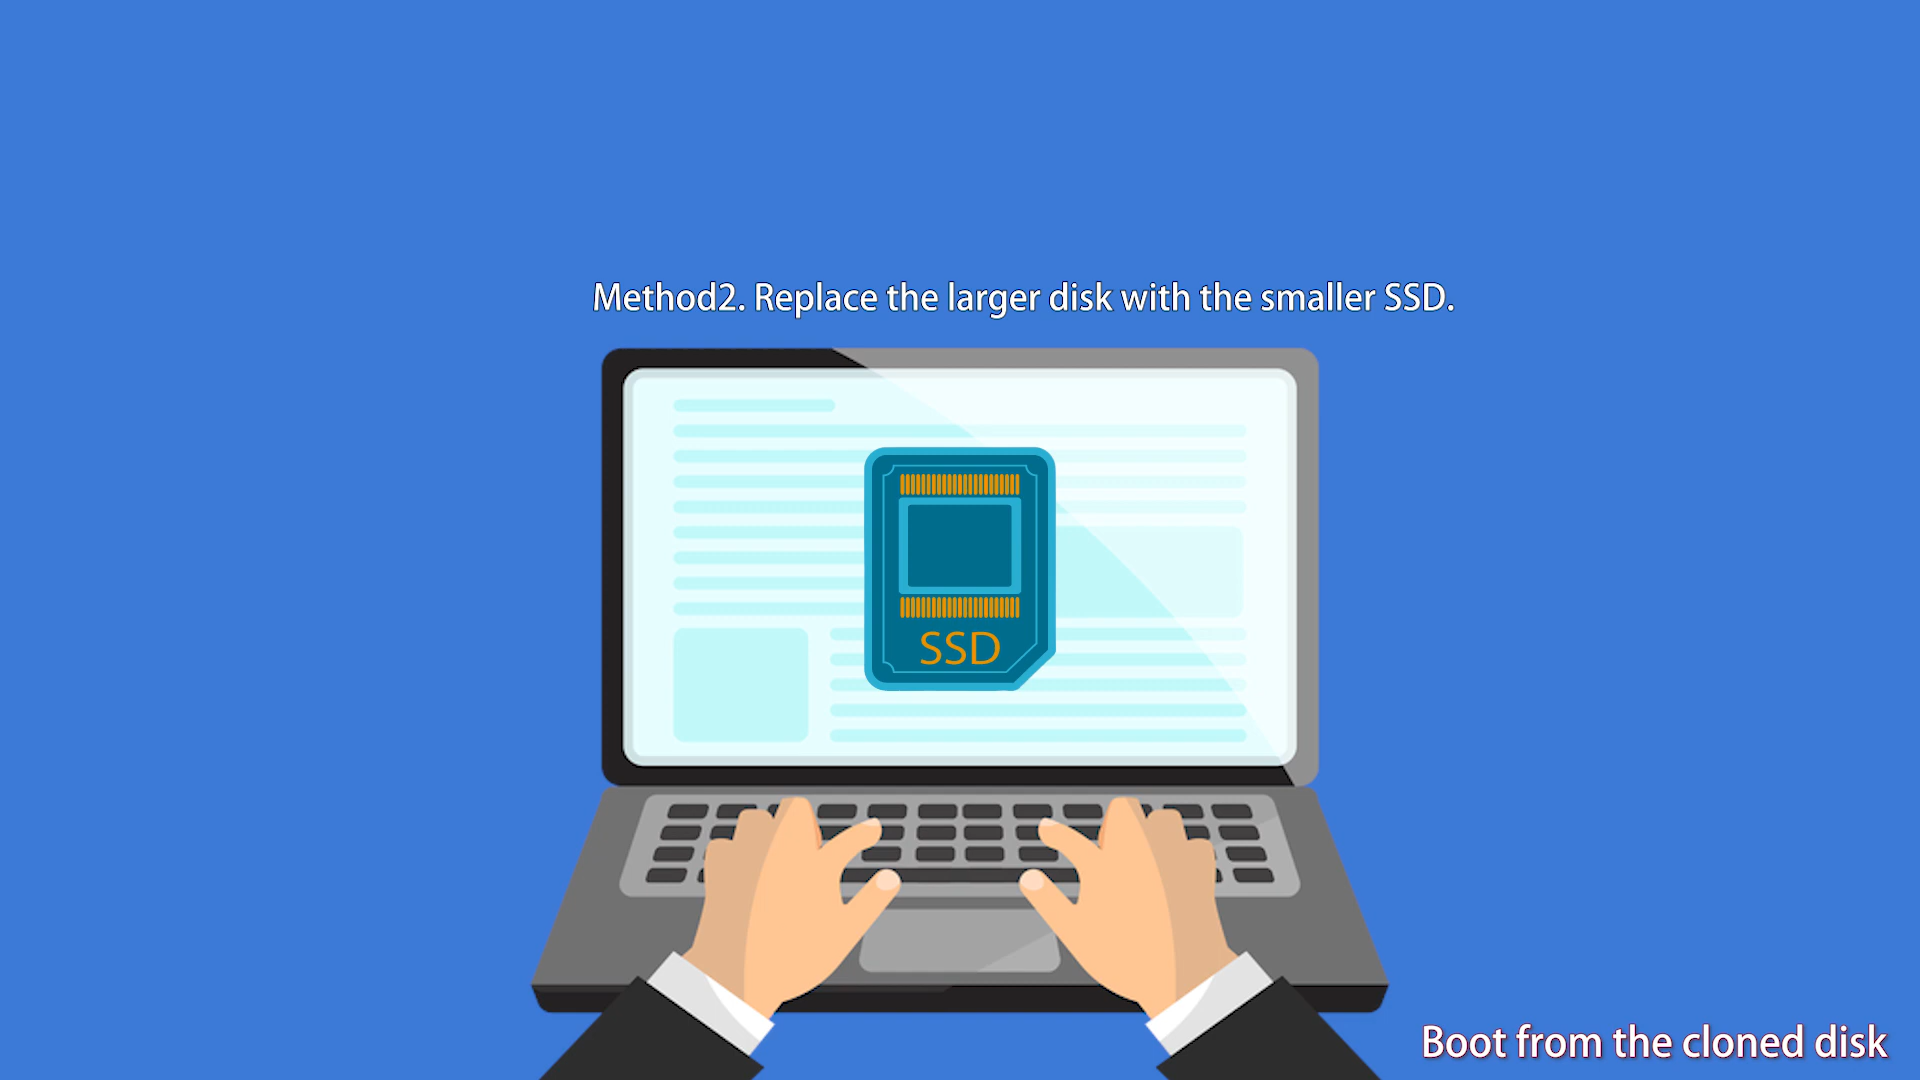 Method2. Replace the larger disk with the smaller SSD.
SSD
Boot from the cloned disk